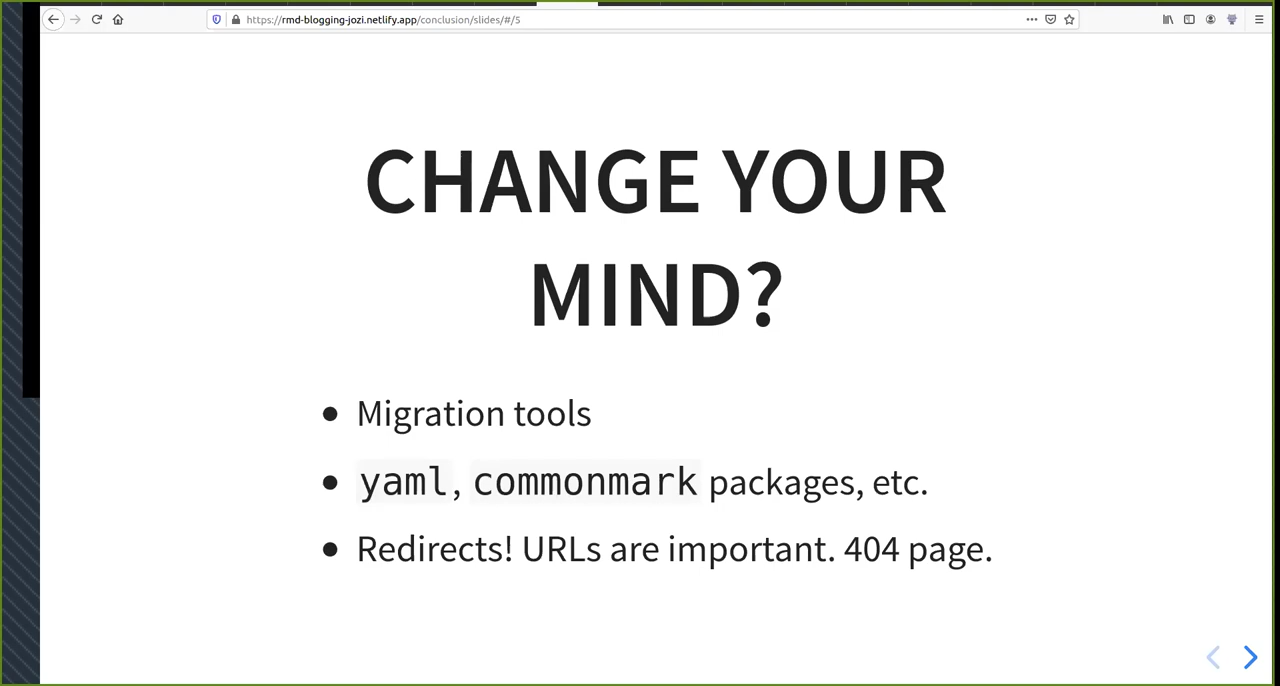 https://rmd-blogging-jozi.netlify.app/conclusion/slides/#/5
CHANGE YOUR
MIND?
Migration tools
yaml, commonmark packages, etc.
Redirects! URLs are important. 404 page.